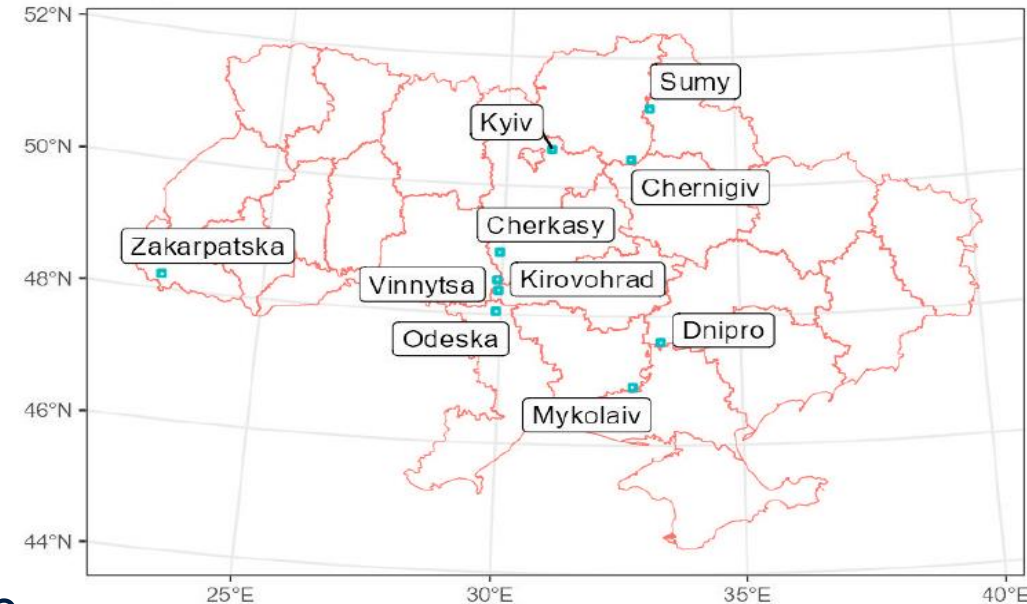 52°N
Sumy
Kyiv
50°N
Chernigiv
Cherkasy
Zakarpatska
48°N
Vinnytsa
Kirovohrad
Odeska
Dnipro
46°N
Mykolaiv
44°N
25°E
30°E
35°E
40°E